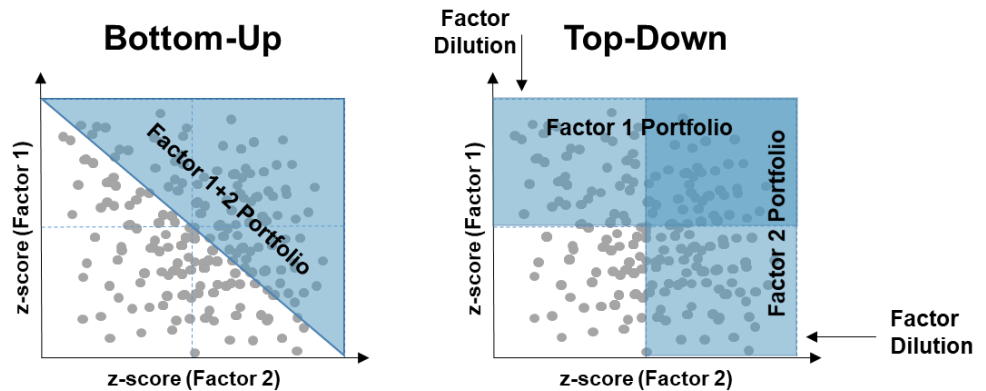 Bottom-Up
z-score (Factor 1)
Factor 1+2 Portfolio
z-score (Factor 2)
Factor
Dilution
Top-Down
z-score (Factor 1)
Factor 1 Portfolio
Factor 2 Portfolio
Factor
Dilution
z-score (Factor 2)